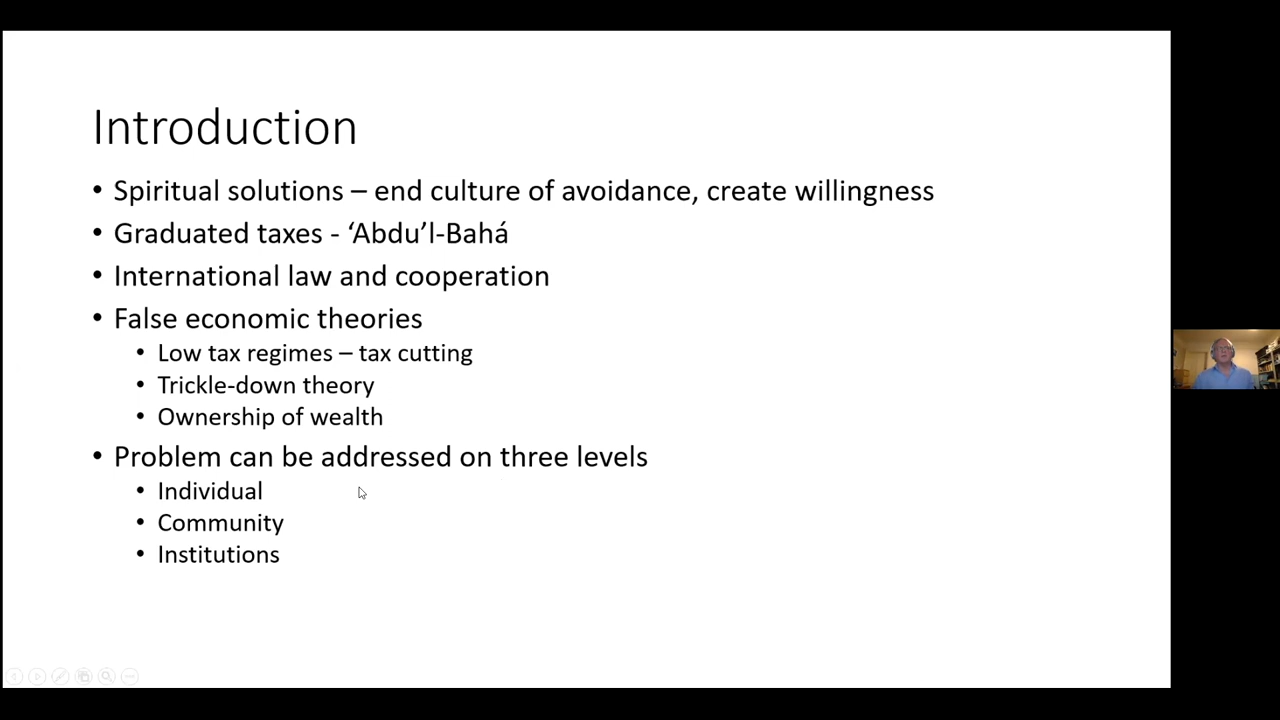 Introduction
• Spiritual solutions – end culture of avoidance, create willingness
• Graduated taxes - ‘Abdu’l-Bahá
• International law and cooperation
• False economic theories
• Low tax regimes – tax cutting
• Trickle-down theory
• Ownership of wealth
• Problem can be addressed on three levels
• Individual
• Community
• Institutions